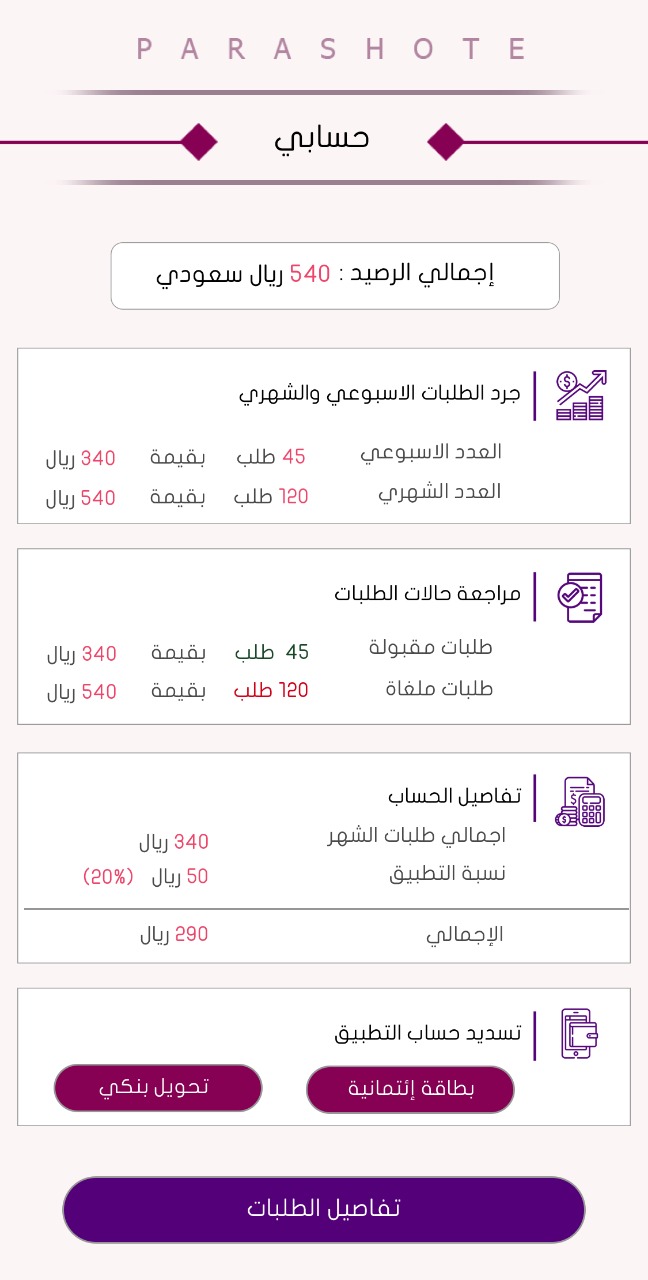 PARASHOTE
حسابي
إجمالي الرصيد : 540 ريال سعودي
جرد الطلبات الاسبوعي والشهري
العدد الاسبوعي 45 طلب بقيمة 340 ريال
العدد الشهري 120 طلب بقيمة 540 ريال
مراجعة حالات الطلبات
طلبات مقبولة 45 طلب بقيمة 340 ريال
طلبات ملغاة 120 طلب بقيمة 540 ريال
تفاصيل الحساب
اجمالي طلبات الشهر 340 ريال
نسبة التطبيق 50 ريال (20%)
الإجمالي 290 ريال
تسديد حساب التطبيق
بطاقة إئتمانية تحويل بنكي
تفاصيل الطلبات